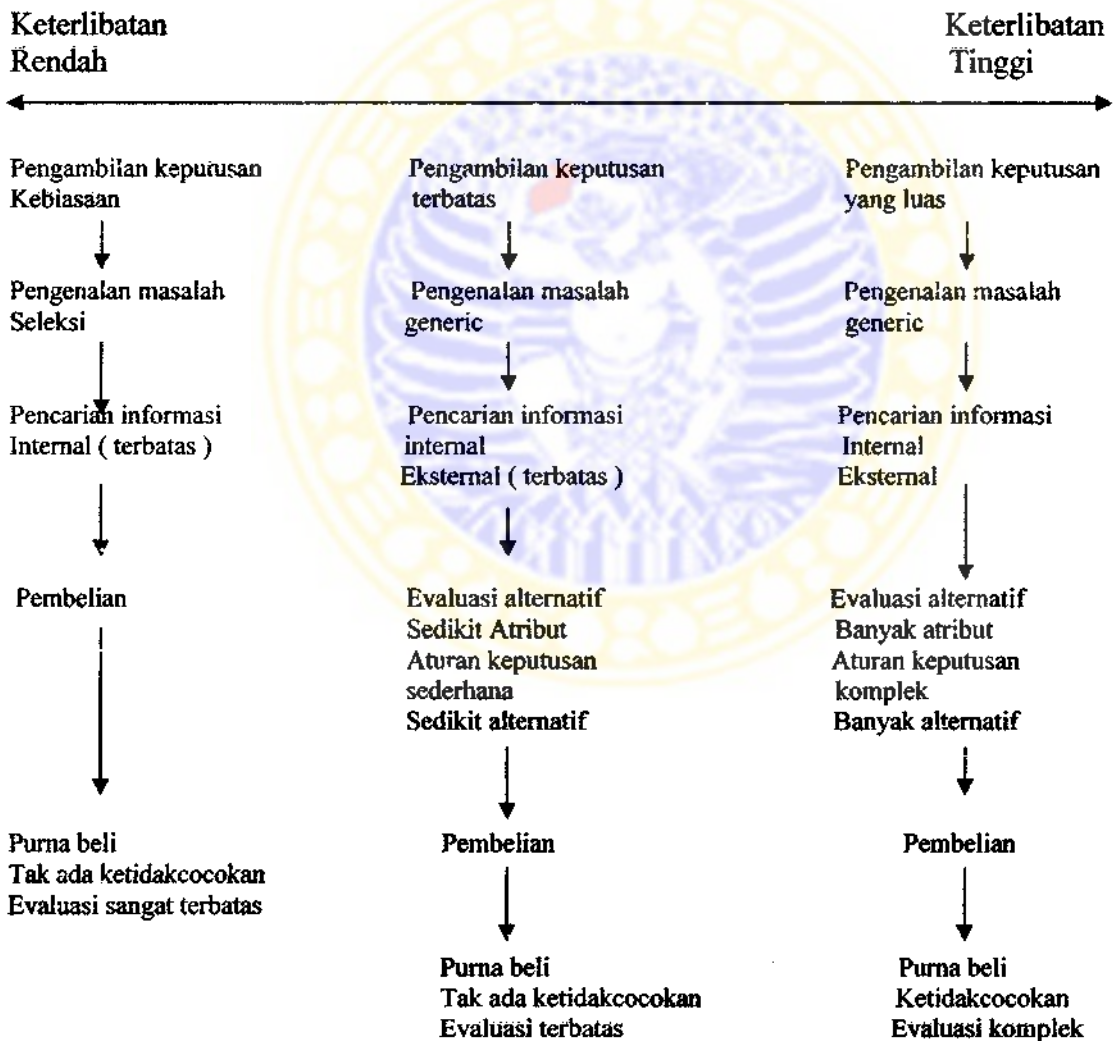 Keterlibatan
Rendah
Keterlibatan
Tinggi
Pengambilan keputusan
Kebiasaan
Pengenalan masalah
Seleksi
Pencarian informasi
Internal ( terbatas )
Pembelian
Purna beli
Tak ada ketidakcocokan
Evaluasi sangat terbatas
Pengambilan keputusan
terbatas
Pengenalan masalah
generic
Pencarian informasi
internal
Eksternal ( terbatas )
Evaluasi alternatif
Sedikit Atribut
Aturan keputusan
sederhana
Sedikit alternatif
Pembelian
Purna beli
Tak ada ketidakcocokan
Evaluasi terbatas
Pengambilan keputusan
yang luas
Pengenalan masalah
generic
Pencarian informasi
Internal
Eksternal
Evaluasi alternatif
Banyak atribut
Aturan keputusan
komplek
Banyak alternatif
Pembelian
Purna beli
Ketidakcocokan
Evaluasi komplek